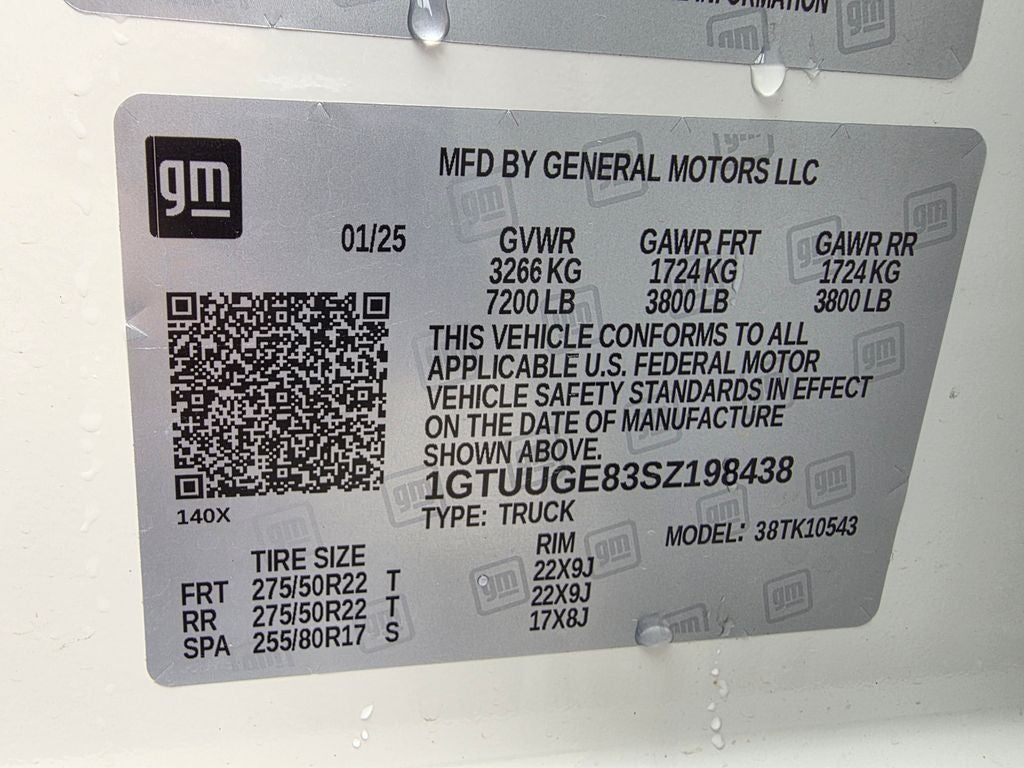 INFORMATION
gm
MFD BY GENERAL MOTORS LLC
01/25
GVWR GAWR FRT GAWR RR
3266 KG 1724 KG 1724 KG
7200 LB 3800 LB 3800 LB
THIS VEHICLE CONFORMS TO ALL
APPLICABLE U.S. FEDERAL MOTOR
VEHICLE SAFETY STANDARDS IN EFFECT
ON THE DATE OF MANUFACTURE
SHOWN ABOVE.
1GTUUGE83SZ198438
140X
TYPE: TRUCK
MODEL: 38TK10543
TIRE SIZE RIM
FRT 275/50R22 T 22X9J
RR 275/50R22 T 22X9J
SPA 255/80R17 S 17X8J